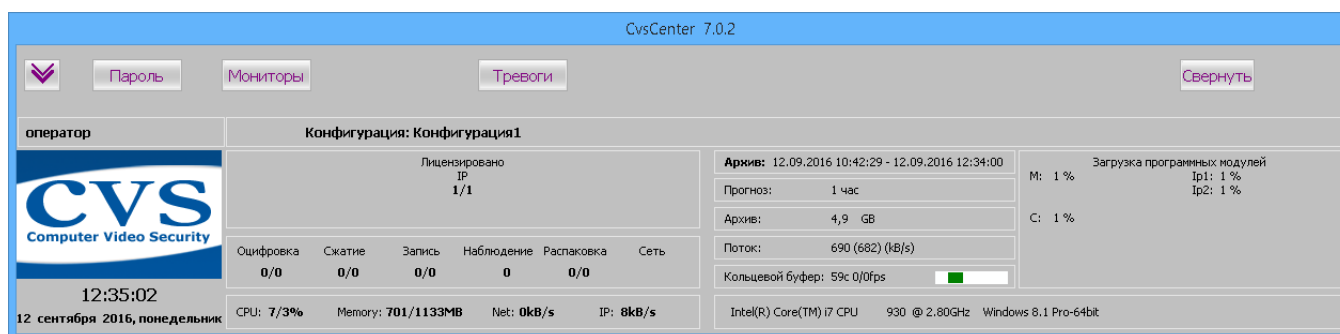 CvsCenter 7.0.2
Пароль Мониторы Тревоги Свернуть
оператор Конфигурация: Конфигурация1
CVS
Computer Video Security
12:35:02
12 сентября 2016, понедельник
Лицензировано
IP
1/1
Оцифровка Сжатие Запись Наблюдение Распаковка Сеть
0/0 0/0 0/0 0 0/0
CPU: 7/3% Memory: 701/1133MB Net: 0kB/s IP: 8kB/s
Архив: 12.09.2016 10:42:29 - 12.09.2016 12:34:00
Прогноз: 1 час
Архив: 4,9 GB
Поток: 690 (682) (kB/s)
Кольцевой буфер: 59с 0/0fps
Загрузка программных модулей
M: 1 % Ip1: 1 %
Ip2: 1 %
C: 1 %
Intel(R) Core(TM) i7 CPU 930 @ 2.80GHz Windows 8.1 Pro-64bit